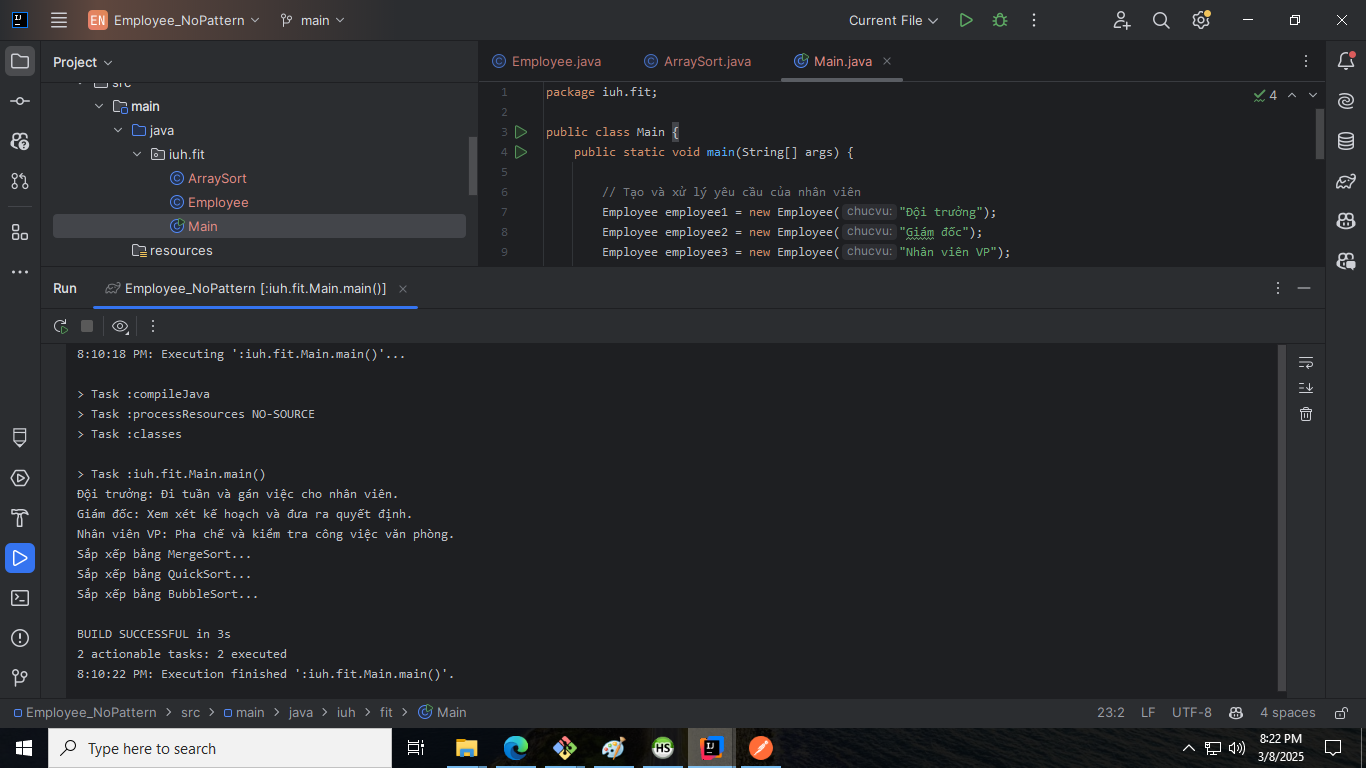 EN Employee_NoPattern main Current File
Project
Employee.java ArraySort.java Main.java
src
main
java
iuh.fit
ArraySort
Employee
Main
resources
1 package iuh.fit;
2
3 public class Main {
4 public static void main(String[] args) {
5
6 // Tạo và xử lý yêu cầu của nhân viên
7 Employee employee1 = new Employee( chucvu: "Đội trưởng");
8 Employee employee2 = new Employee( chucvu: "Giám đốc");
9 Employee employee3 = new Employee( chucvu: "Nhân viên VP");
4
Run Employee_NoPattern [:iuh.fit.Main.main()]
8:10:18 PM: Executing ':iuh.fit.Main.main()'...
> Task :compileJava
> Task :processResources NO-SOURCE
> Task :classes
> Task :iuh.fit.Main.main()
Đội trưởng: Đi tuần và gán việc cho nhân viên.
Giám đốc: Xem xét kế hoạch và đưa ra quyết định.
Nhân viên VP: Pha chế và kiểm tra công việc văn phòng.
Sắp xếp bằng MergeSort...
Sắp xếp bằng QuickSort...
Sắp xếp bằng BubbleSort...
BUILD SUCCESSFUL in 3s
2 actionable tasks: 2 executed
8:10:22 PM: Execution finished ':iuh.fit.Main.main()'.
Employee_NoPattern > src > main > java > iuh > fit > Main 23:2 LF UTF-8 4 spaces
Type here to search
HS
8:22 PM
3/8/2025